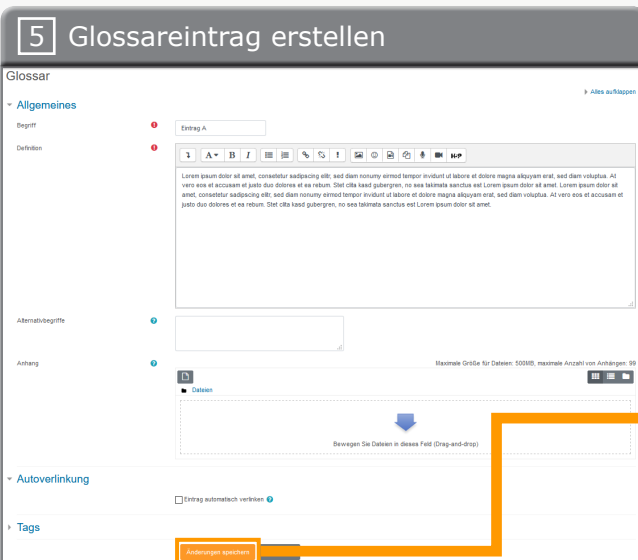 5 Glossareintrag erstellen
Glossar
Alles aufklappen
Allgemeines
Begriff
Eintrag A
Definition
A B I H-P
Lorem ipsum dolor sit amet, consetetur sadipscing elitr, sed diam nonumy eirmod tempor invidunt ut labore et dolore magna aliquyam erat, sed diam voluptua. At
vero eos et accusam et justo duo dolores et ea rebum. Stet clita kasd gubergren, no sea takimata sanctus est Lorem ipsum dolor sit amet. Lorem ipsum dolor sit
amet, consetetur sadipscing elitr, sed diam nonumy eirmod tempor invidunt ut labore et dolore magna aliquyam erat, sed diam voluptua. At vero eos et accusam et
justo duo dolores et ea rebum. Stet clita kasd gubergren, no sea takimata sanctus est Lorem ipsum dolor sit amet.
Alternativbegriffe
Anhang
Maximale Größe für Dateien: 500MB, maximale Anzahl von Anhängen: 99
Dateien
Bewegen Sie Dateien in dieses Feld (Drag-and-drop)
Autoverlinkung
Eintrag automatisch verlinken
Tags
Änderungen speichern